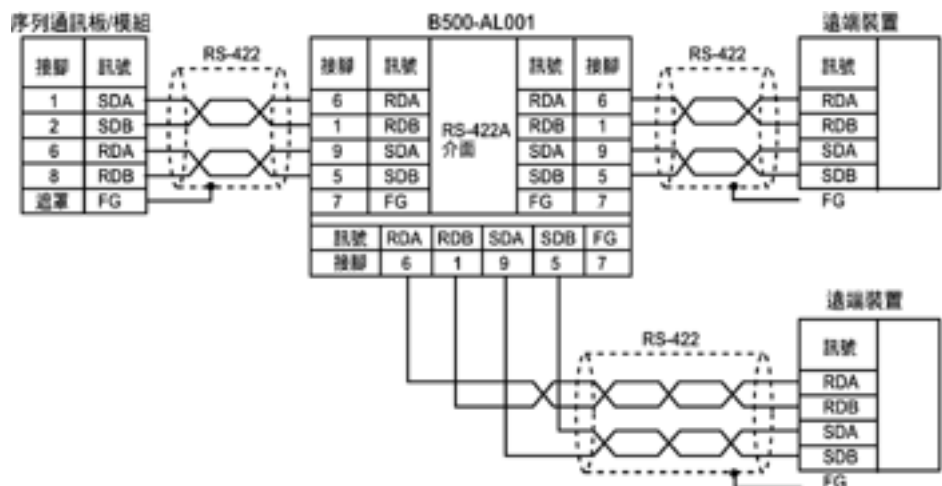 序列通訊板/模組
接腳 訊號
1 SDA
2 SDB
6 RDA
8 RDB
遮罩 FG
RS-422
B500-AL001
接腳 訊號 訊號 接腳
6 RDA RDA 6
1 RDB RDB 1
9 SDA SDA 9
5 SDB SDB 5
7 FG FG 7
RS-422A
介面
訊號 RDA RDB SDA SDB FG
接腳 6 1 9 5 7
RS-422
遠端裝置
訊號
RDA
RDB
SDA
SDB
FG
RS-422
遠端裝置
訊號
RDA
RDB
SDA
SDB
FG